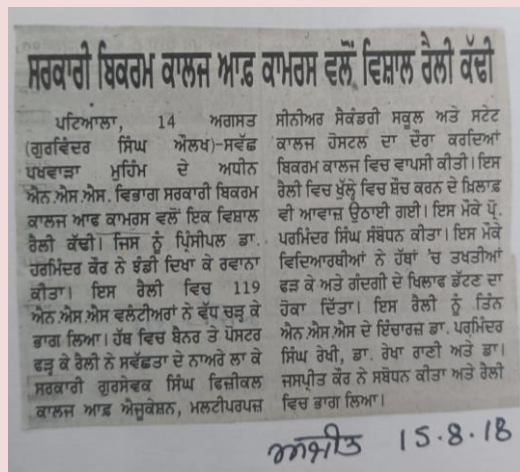 ਸਰਕਾਰੀ ਬਿਕਰਮ ਕਾਲਜ ਆਫ਼ ਕਾਮਰਸ ਵਲੋਂ ਵਿਸ਼ਾਲ ਰੈਲੀ ਕੱਢੀ
ਪਟਿਆਲਾ, 14 ਅਗਸਤ
(ਗੁਰਵਿੰਦਰ ਸਿੰਘ ਔਲਖ)-ਸਵੱਛ
ਪਖਵਾੜਾ ਮੁਹਿੰਮ ਦੇ ਅਧੀਨ
ਐਨ.ਐਸ.ਐਸ. ਵਿਭਾਗ ਸਰਕਾਰੀ ਬਿਕਰਮ
ਕਾਲਜ ਆਫ ਕਾਮਰਸ ਵਲੋਂ ਇਕ ਵਿਸ਼ਾਲ
ਰੈਲੀ ਕੱਢੀ। ਜਿਸ ਨੂੰ ਪ੍ਰਿੰਸੀਪਲ ਡਾ.
ਹਰਮਿੰਦਰ ਕੌਰ ਨੇ ਝੰਡੀ ਦਿਖਾ ਕੇ ਰਵਾਨਾ
ਕੀਤਾ। ਇਸ ਰੈਲੀ ਵਿਚ 119
ਐਨ.ਐਸ.ਐਸ ਵਲੰਟੀਅਰਾਂ ਨੇ ਵੱਧ ਚੜ੍ਹ ਕੇ
ਭਾਗ ਲਿਆ। ਹੱਥ ਵਿਚ ਬੈਨਰ ਤੇ ਪੋਸਟਰ
ਫੜ੍ਹ ਕੇ ਰੈਲੀ ਨੇ ਸਵੱਛਤਾ ਦੇ ਨਾਅਰੇ ਲਾ ਕੇ
ਸਰਕਾਰੀ ਗੁਰਸੇਵਕ ਸਿੰਘ ਫਿਜ਼ੀਕਲ
ਕਾਲਜ ਆਫ਼ ਐਜੂਕੇਸ਼ਨ, ਮਲਟੀਪਰਪਜ਼
ਸੀਨੀਅਰ ਸੈਕੰਡਰੀ ਸਕੂਲ ਅਤੇ ਸਟੇਟ
ਕਾਲਜ ਹੋਸਟਲ ਦਾ ਦੌਰਾ ਕਰਦਿਆਂ
ਬਿਕਰਮ ਕਾਲਜ ਵਿਚ ਵਾਪਸੀ ਕੀਤੀ। ਇਸ
ਰੈਲੀ ਵਿਚ ਖੁੱਲ੍ਹੇ ਵਿਚ ਸ਼ੌਚ ਕਰਨ ਦੇ ਖ਼ਿਲਾਫ਼
ਵੀ ਆਵਾਜ਼ ਉਠਾਈ ਗਈ। ਇਸ ਮੌਕੇ ਪ੍ਰੋ.
ਪਰਮਿੰਦਰ ਸਿੰਘ ਸੰਬੋਧਨ ਕੀਤਾ। ਇਸ ਮੌਕੇ
ਵਿਦਿਆਰਥੀਆਂ ਨੇ ਹੱਥਾਂ 'ਚ ਤਖਤੀਆਂ
ਫੜ ਕੇ ਅਤੇ ਗੰਦਗੀ ਦੇ ਖਿਲਾਫ ਡੱਟਣ ਦਾ
ਹੋਕਾ ਦਿੱਤਾ। ਇਸ ਰੈਲੀ ਨੂੰ ਤਿੰਨ
ਐਨ.ਐਸ.ਐਸ ਦੇ ਇੰਚਾਰਜ ਡਾ. ਪਰਮਿੰਦਰ
ਸਿੰਘ ਰੇਖੀ, ਡਾ. ਰੇਖਾ ਰਾਣੀ ਅਤੇ ਡਾ।
ਜਸਪ੍ਰੀਤ ਕੌਰ ਨੇ ਸਬੋਧਨ ਕੀਤਾ ਅਤੇ ਰੈਲੀ
ਵਿਚ ਭਾਗ ਲਿਆ।
ਅਜੀਤ 15.8.18